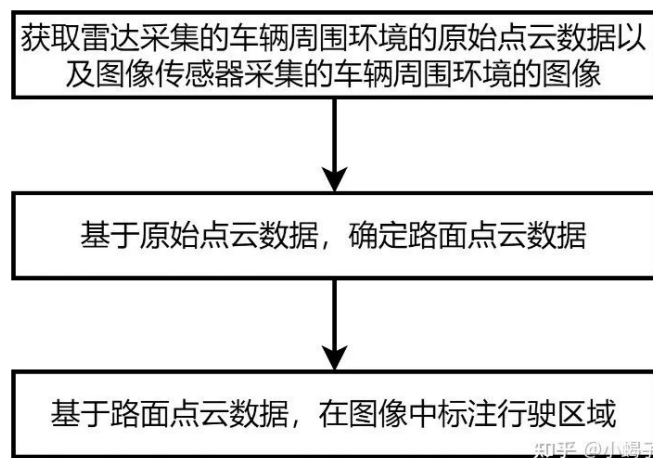 获取雷达采集的车辆周围环境的原始点云数据以
及图像传感器采集的车辆周围环境的图像
基于原始点云数据，确定路面点云数据
基于路面点云数据，在图像中标注行驶区域
知乎 @小蝎子